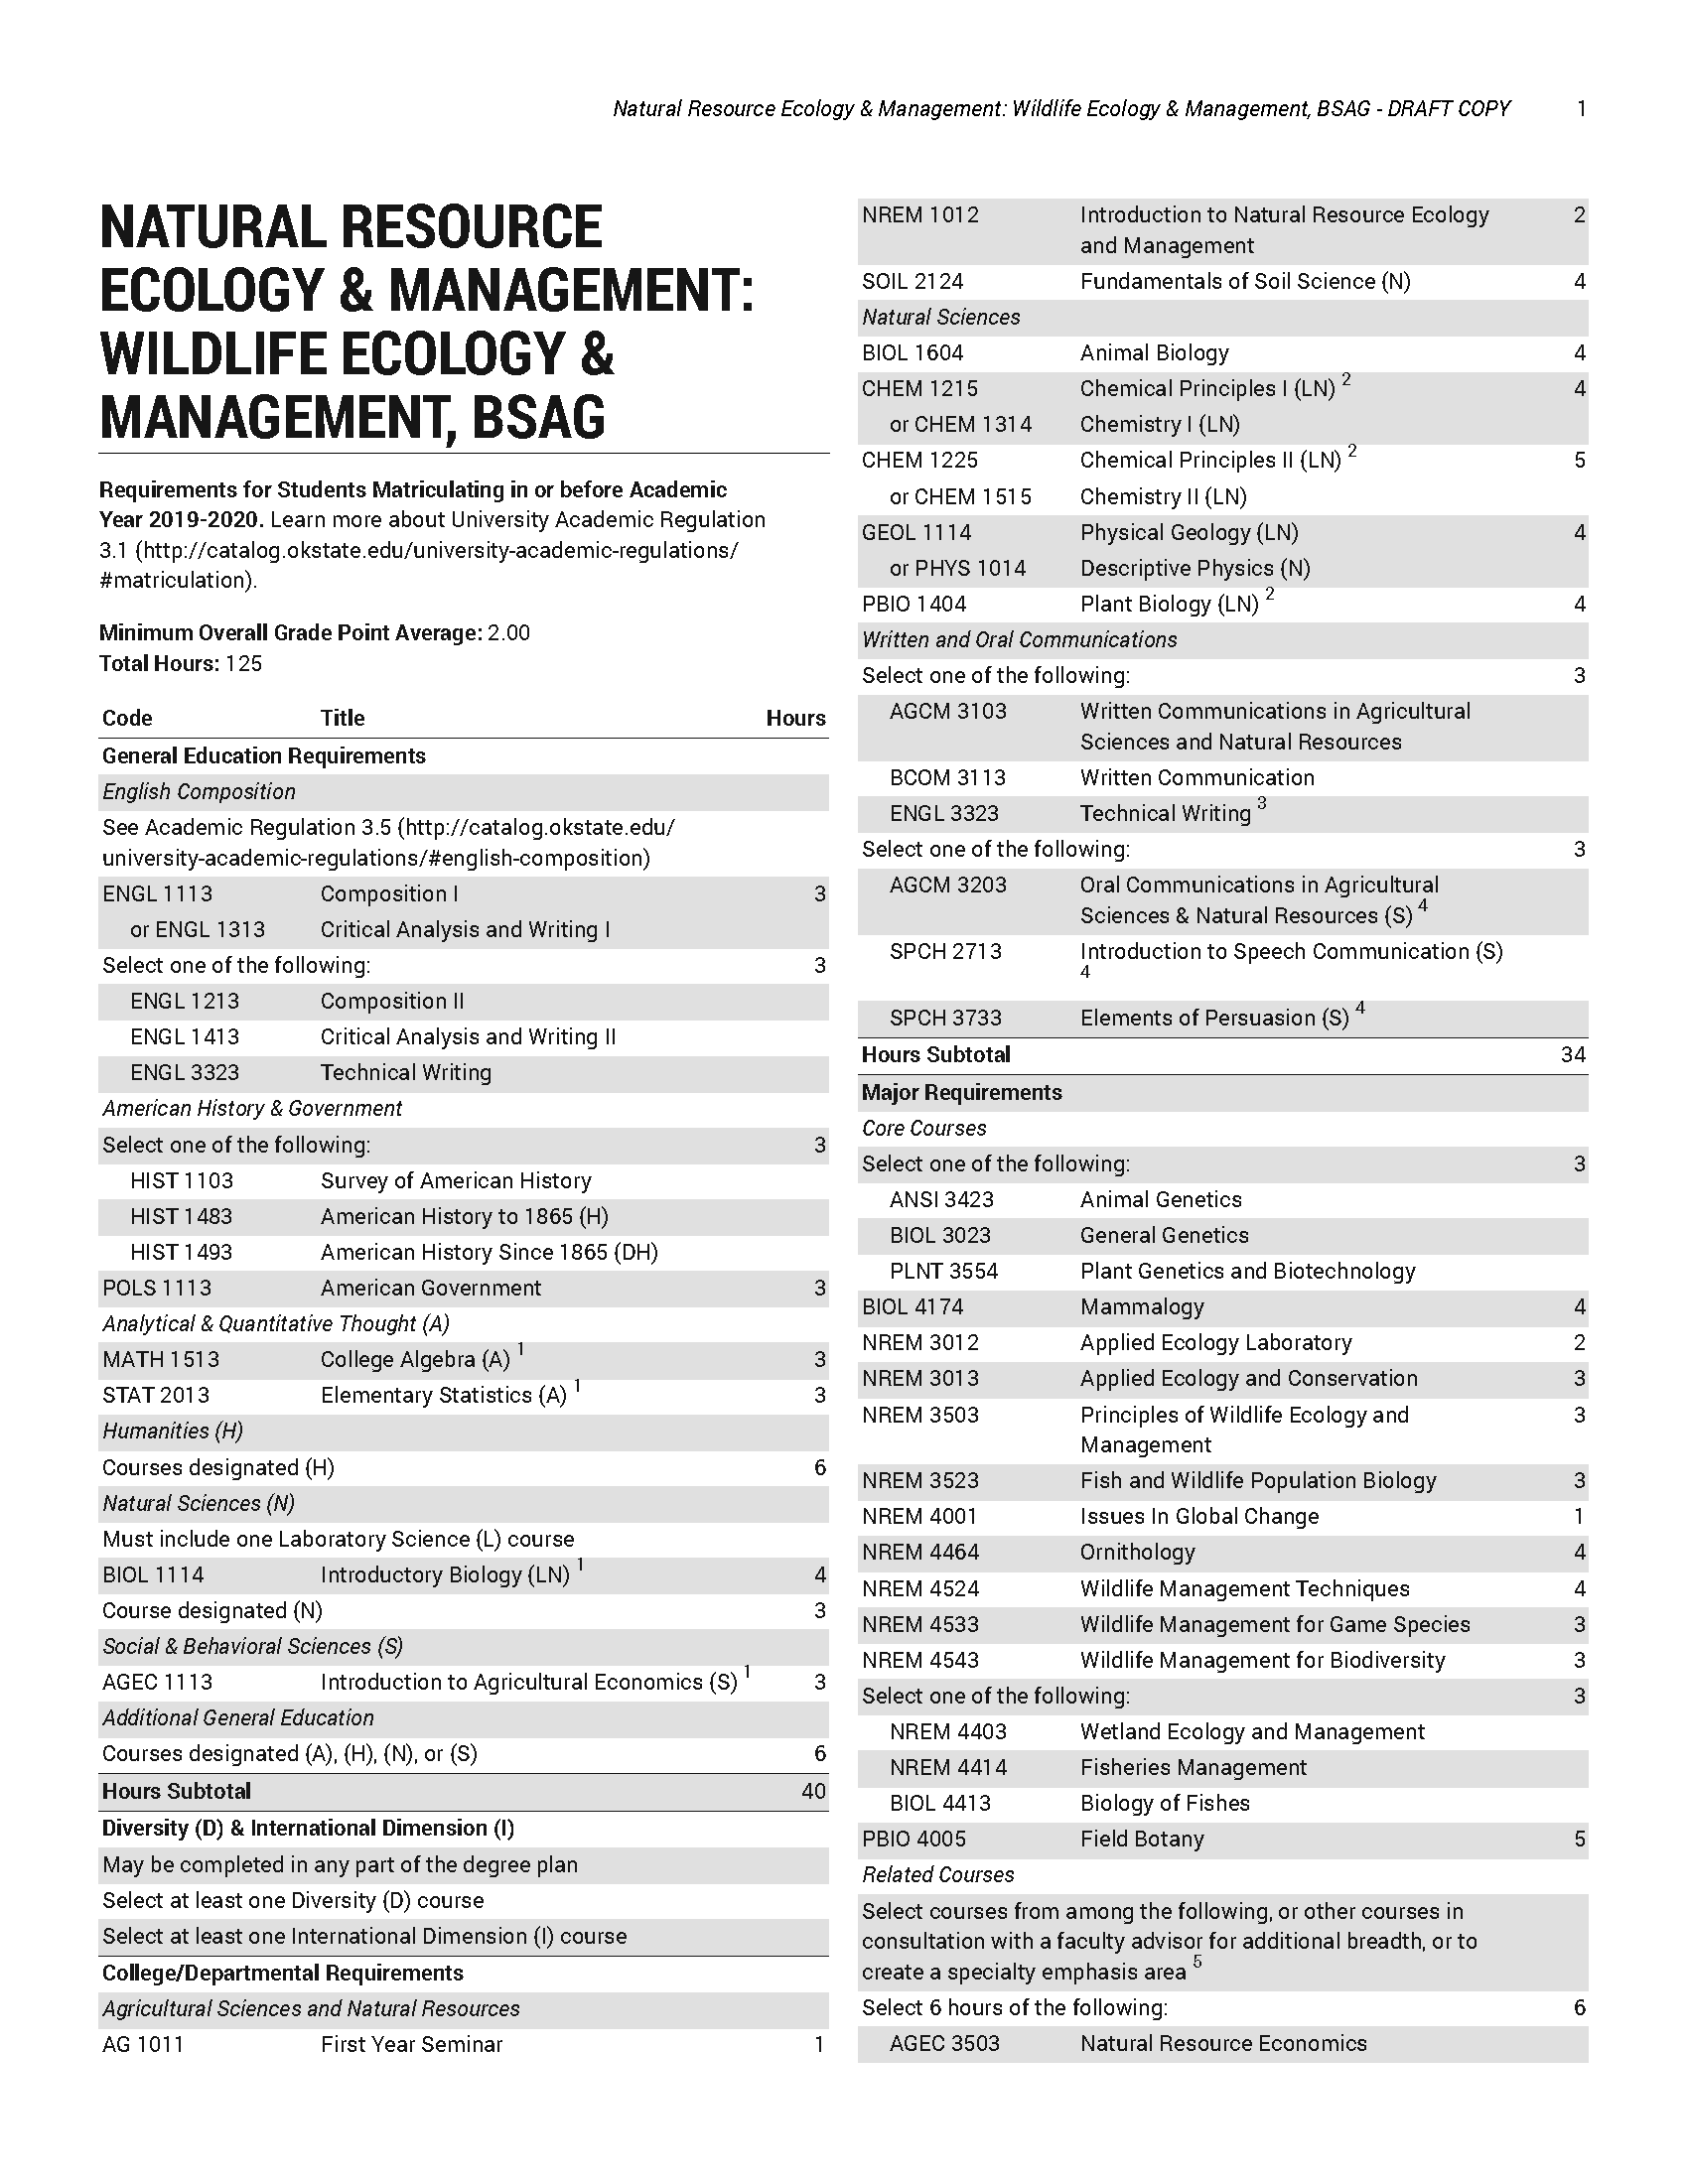 Natural Resource Ecology & Management: Wildlife Ecology & Management, BSAG - DRAFT COPY 1
NATURAL RESOURCE
ECOLOGY & MANAGEMENT:
WILDLIFE ECOLOGY &
MANAGEMENT, BSAG
Requirements for Students Matriculating in or before Academic
Year 2019-2020. Learn more about University Academic Regulation
3.1 (http://catalog.okstate.edu/university-academic-regulations/
#matriculation).
Minimum Overall Grade Point Average: 2.00
Total Hours: 125
Code Title Hours
General Education Requirements
English Composition
See Academic Regulation 3.5 (http://catalog.okstate.edu/
university-academic-regulations/#english-composition)
ENGL 1113 Composition I 3
or ENGL 1313 Critical Analysis and Writing I
Select one of the following: 3
ENGL 1213 Composition II
ENGL 1413 Critical Analysis and Writing II
ENGL 3323 Technical Writing
American History & Government
Select one of the following: 3
HIST 1103 Survey of American History
HIST 1483 American History to 1865 (H)
HIST 1493 American History Since 1865 (DH)
POLS 1113 American Government 3
Analytical & Quantitative Thought (A)
MATH 1513 College Algebra (A) 1 3
STAT 2013 Elementary Statistics (A) 1 3
Humanities (H)
Courses designated (H) 6
Natural Sciences (N)
Must include one Laboratory Science (L) course
BIOL 1114 Introductory Biology (LN) 1 4
Course designated (N) 3
Social & Behavioral Sciences (S)
AGEC 1113 Introduction to Agricultural Economics (S) 1 3
Additional General Education
Courses designated (A), (H), (N), or (S) 6
Hours Subtotal 40
Diversity (D) & International Dimension (I)
May be completed in any part of the degree plan
Select at least one Diversity (D) course
Select at least one International Dimension (I) course
College/Departmental Requirements
Agricultural Sciences and Natural Resources
AG 1011 First Year Seminar 1
NREM 1012 Introduction to Natural Resource Ecology 2
and Management
SOIL 2124 Fundamentals of Soil Science (N) 4
Natural Sciences
BIOL 1604 Animal Biology 4
CHEM 1215 Chemical Principles I (LN) 2 4
or CHEM 1314 Chemistry I (LN)
CHEM 1225 Chemical Principles II (LN) 2 5
or CHEM 1515 Chemistry II (LN)
GEOL 1114 Physical Geology (LN) 4
or PHYS 1014 Descriptive Physics (N)
PBIO 1404 Plant Biology (LN) 2 4
Written and Oral Communications
Select one of the following: 3
AGCM 3103 Written Communications in Agricultural
Sciences and Natural Resources
BCOM 3113 Written Communication
ENGL 3323 Technical Writing 3
Select one of the following: 3
AGCM 3203 Oral Communications in Agricultural
Sciences & Natural Resources (S) 4
SPCH 2713 Introduction to Speech Communication (S)
4
SPCH 3733 Elements of Persuasion (S) 4
Hours Subtotal 34
Major Requirements
Core Courses
Select one of the following: 3
ANSI 3423 Animal Genetics
BIOL 3023 General Genetics
PLNT 3554 Plant Genetics and Biotechnology
BIOL 4174 Mammalogy 4
NREM 3012 Applied Ecology Laboratory 2
NREM 3013 Applied Ecology and Conservation 3
NREM 3503 Principles of Wildlife Ecology and 3
Management
NREM 3523 Fish and Wildlife Population Biology 3
NREM 4001 Issues In Global Change 1
NREM 4464 Ornithology 4
NREM 4524 Wildlife Management Techniques 4
NREM 4533 Wildlife Management for Game Species 3
NREM 4543 Wildlife Management for Biodiversity 3
Select one of the following: 3
NREM 4403 Wetland Ecology and Management
NREM 4414 Fisheries Management
BIOL 4413 Biology of Fishes
PBIO 4005 Field Botany 5
Related Courses
Select courses from among the following, or other courses in
consultation with a faculty advisor for additional breadth, or to
create a specialty emphasis area 5
Select 6 hours of the following: 6
AGEC 3503 Natural Resource Economics